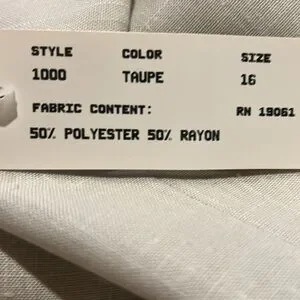 STYLE COLOR SIZE
1000 TAUPE 16
FABRIC CONTENT: RN 19061
50% POLYESTER 50% RAYON